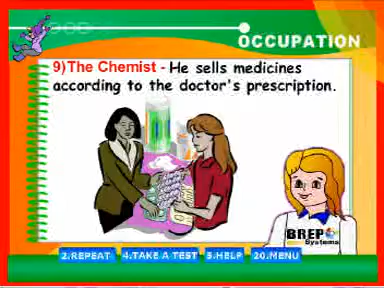 OCCUPATION
9)The Chemist - He sells medicines
according to the doctor's prescription.
BREP
Systems
2.REPEAT 4.TAKE A TEST 5.HELP 20.MENU